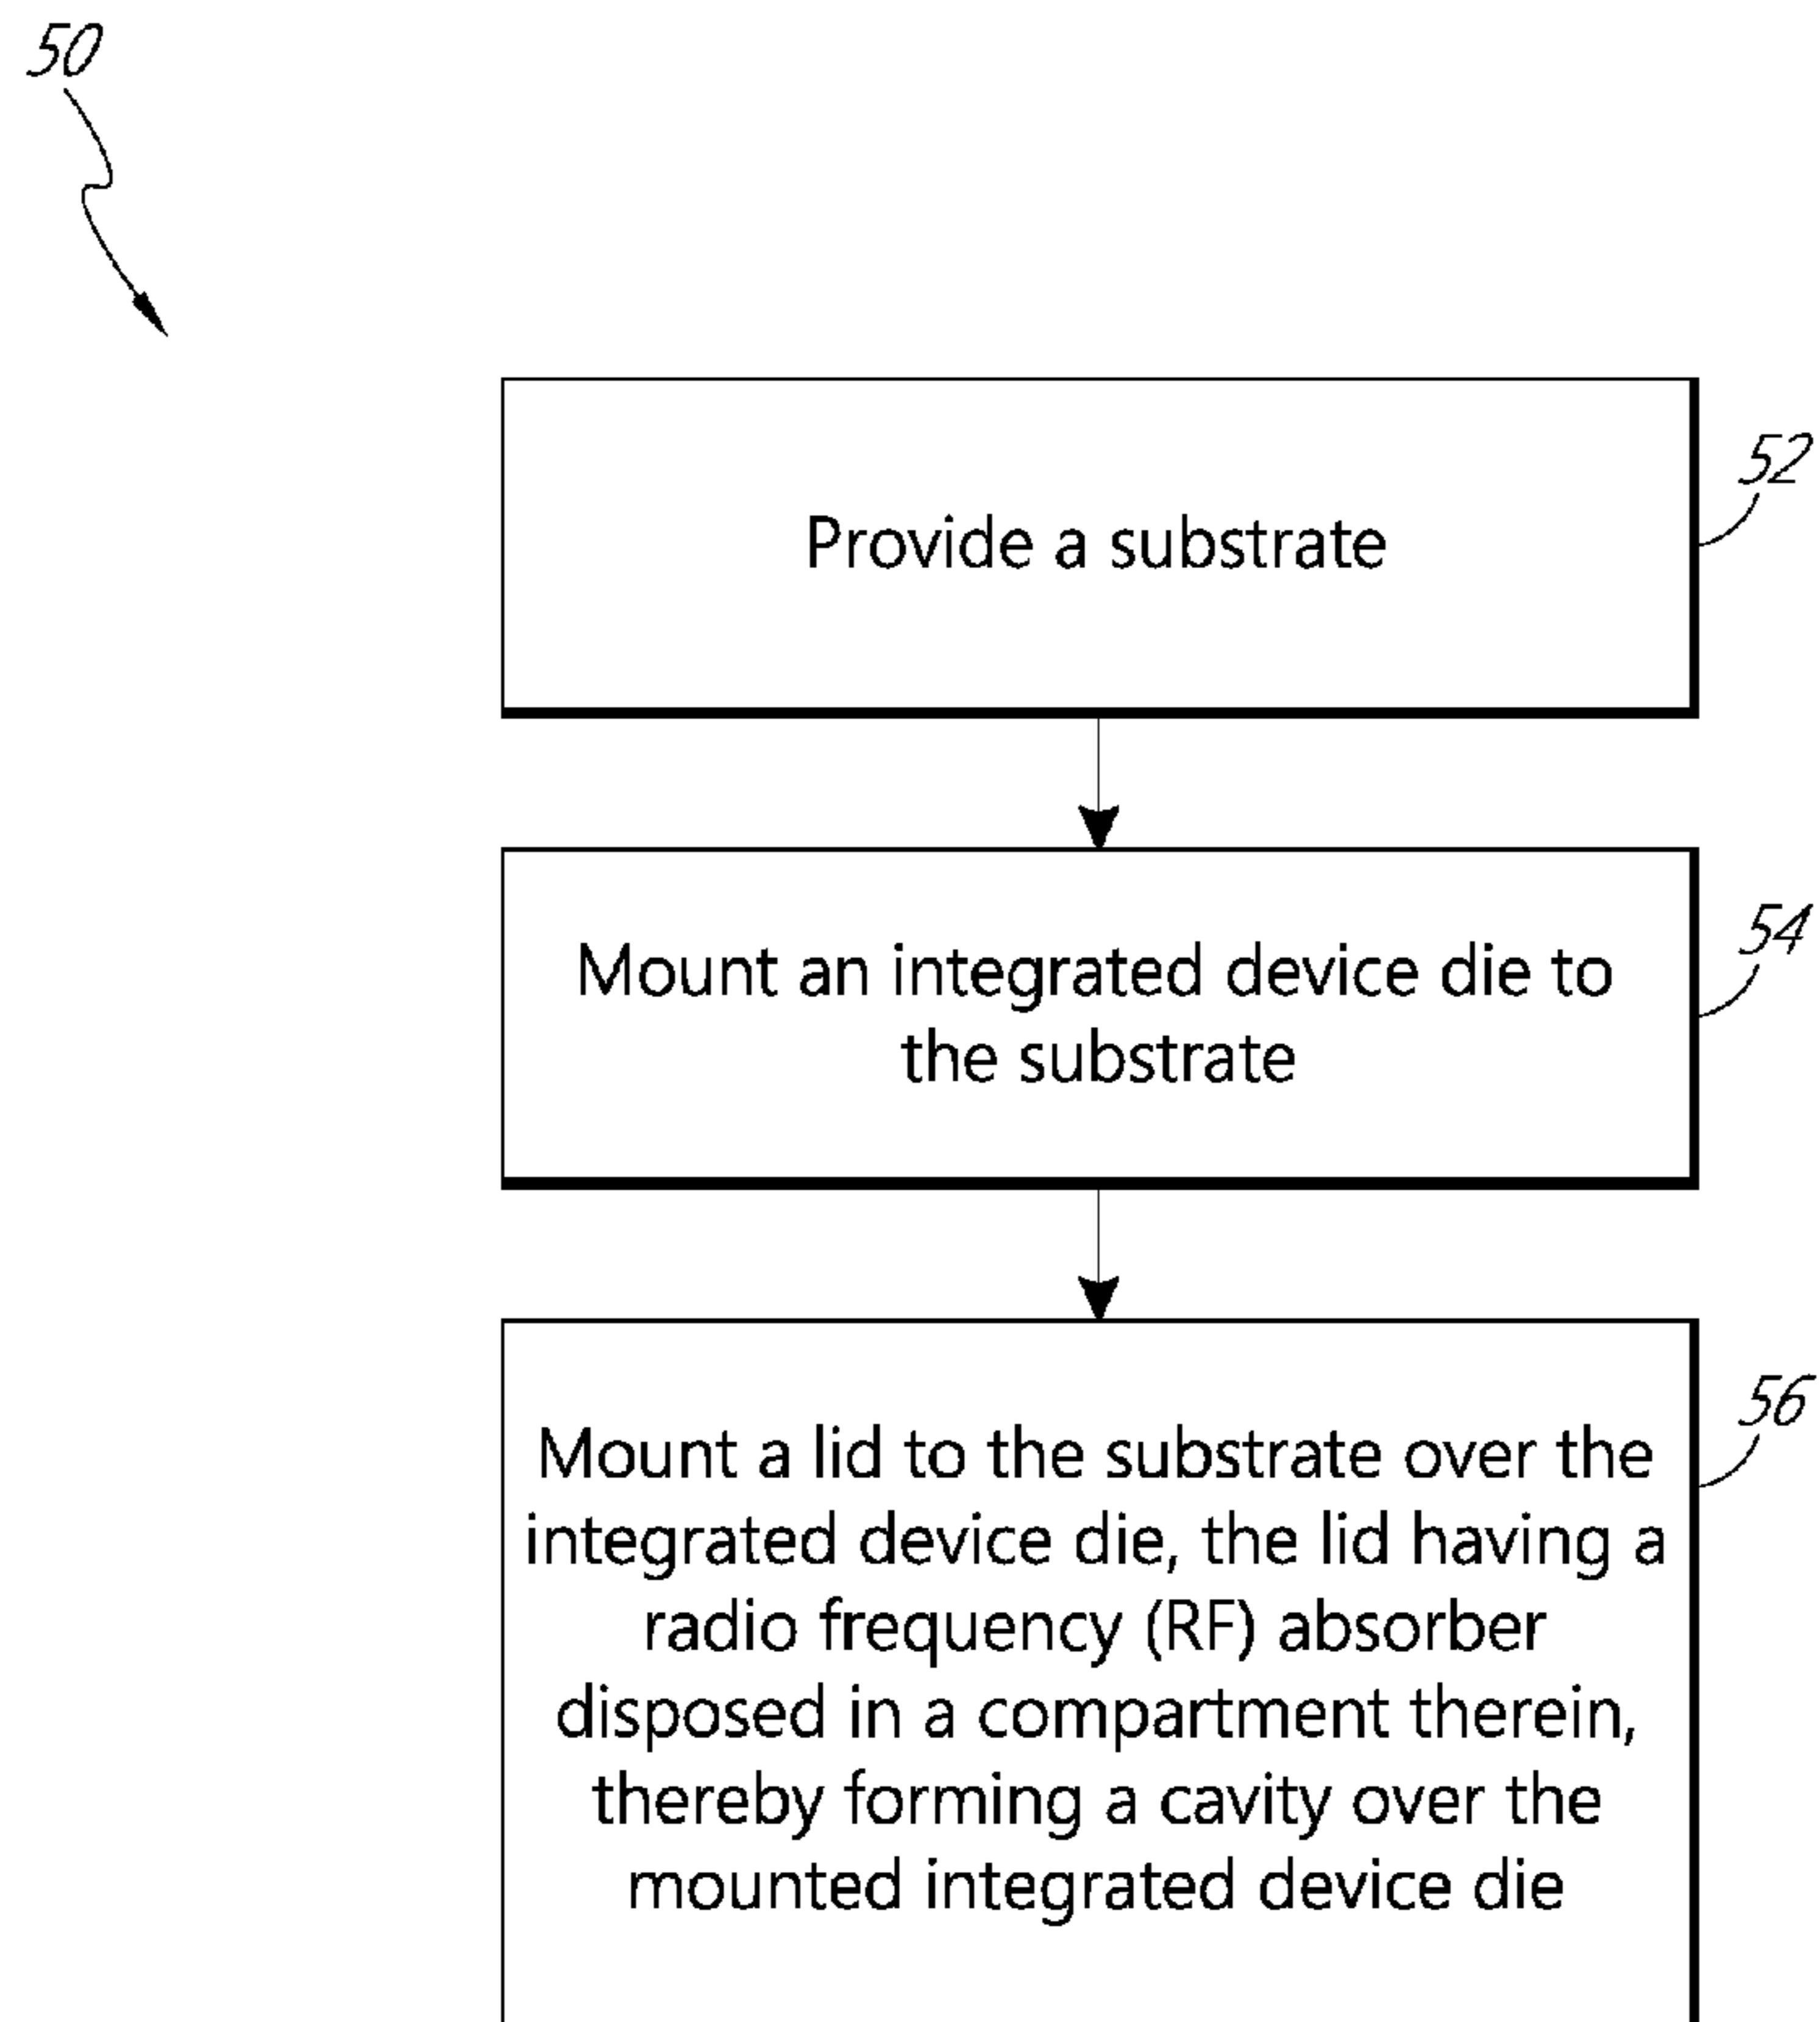 50
52
Provide a substrate
54
Mount an integrated device die to
the substrate
56
Mount a lid to the substrate over the
integrated device die, the lid having a
radio frequency (RF) absorber
disposed in a compartment therein,
thereby forming a cavity over the
mounted integrated device die